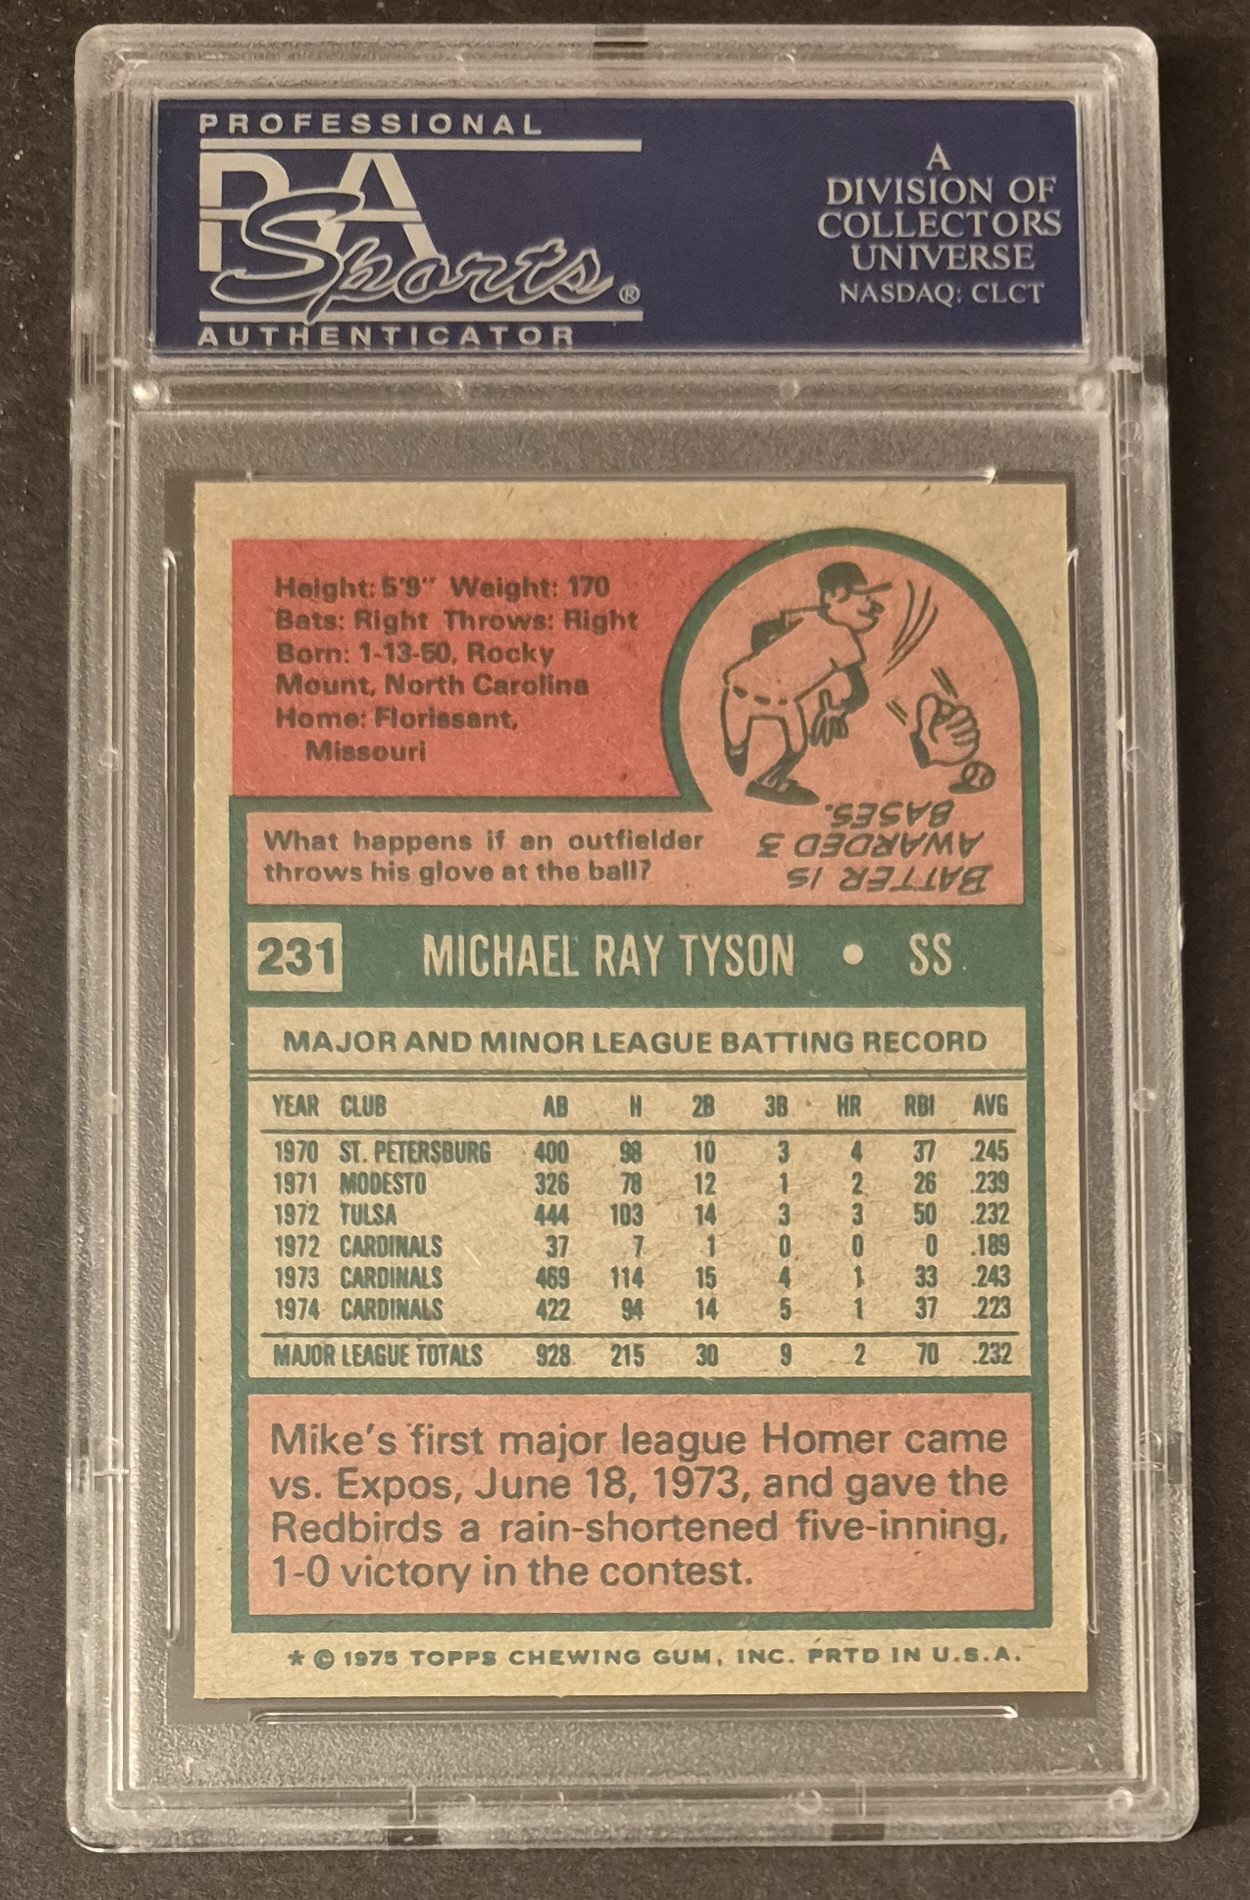 PROFESSIONAL
PSA
Sports®
AUTHENTICATOR
A
DIVISION OF
COLLECTORS
UNIVERSE
NASDAQ: CLCT
Height: 5'9" Weight: 170
Bats: Right Throws: Right
Born: 1-13-50, Rocky
Mount, North Carolina
Home: Florissant,
Missouri
What happens if an outfielder
throws his glove at the ball?
BATTER IS
AWARDED 3
BASES.
231 MICHAEL RAY TYSON • SS
MAJOR AND MINOR LEAGUE BATTING RECORD
YEAR CLUB AB H 2B 3B HR RBI AVG
1970 ST. PETERSBURG 400 98 10 3 4 37 .245
1971 MODESTO 326 78 12 1 2 26 .239
1972 TULSA 444 103 14 3 3 50 .232
1972 CARDINALS 37 7 1 0 0 0 .189
1973 CARDINALS 469 114 15 4 1 33 .243
1974 CARDINALS 422 94 14 5 1 37 .223
MAJOR LEAGUE TOTALS 928 215 30 9 2 70 .232
Mike's first major league Homer came
vs. Expos, June 18, 1973, and gave the
Redbirds a rain-shortened five-inning,
1-0 victory in the contest.
* © 1975 TOPPS CHEWING GUM, INC. PRTD IN U.S.A.